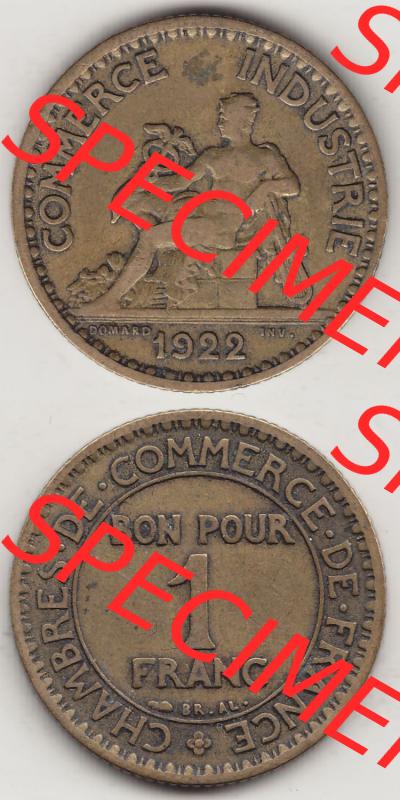 COMMERCE INDUSTRIE
DOMARD INV.
1922
SPECIMEN
CHAMBRES·DE·COMMERCE·DE·FRANCE
BON POUR
1
FRANC
BR.AL.
SPECIMEN